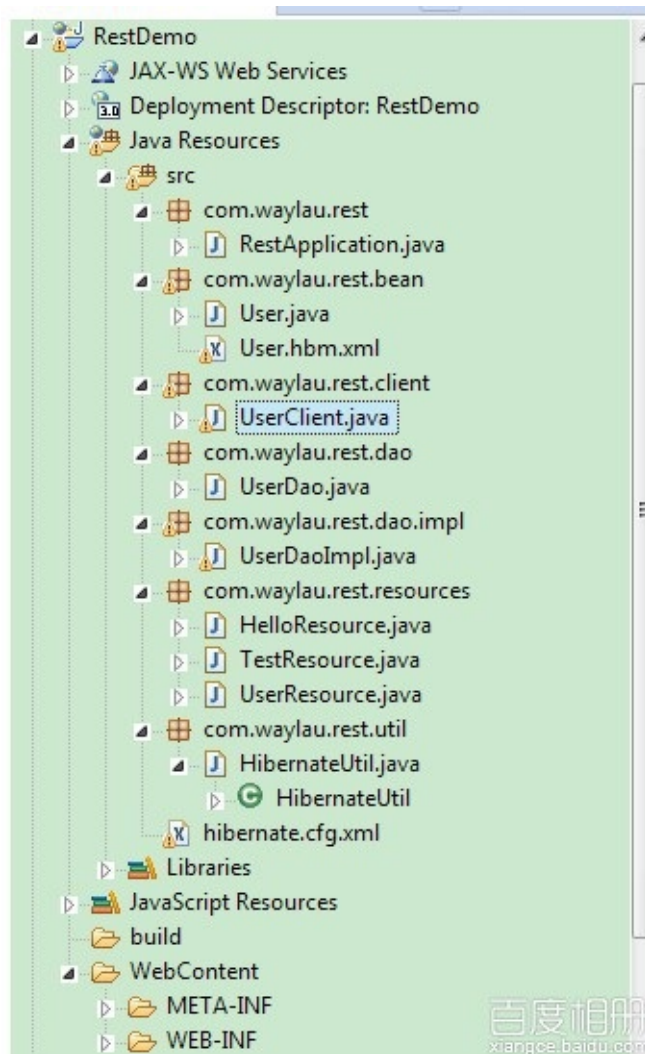 RestDemo
JAX-WS Web Services
3.0 Deployment Descriptor: RestDemo
Java Resources
src
com.waylau.rest
RestApplication.java
com.waylau.rest.bean
User.java
User.hbm.xml
com.waylau.rest.client
UserClient.java
com.waylau.rest.dao
UserDao.java
com.waylau.rest.dao.impl
UserDaoImpl.java
com.waylau.rest.resources
HelloResource.java
TestResource.java
UserResource.java
com.waylau.rest.util
HibernateUtil.java
HibernateUtil
hibernate.cfg.xml
Libraries
JavaScript Resources
build
WebContent
META-INF
WEB-INF
百度相册
xiangce.baidu.com